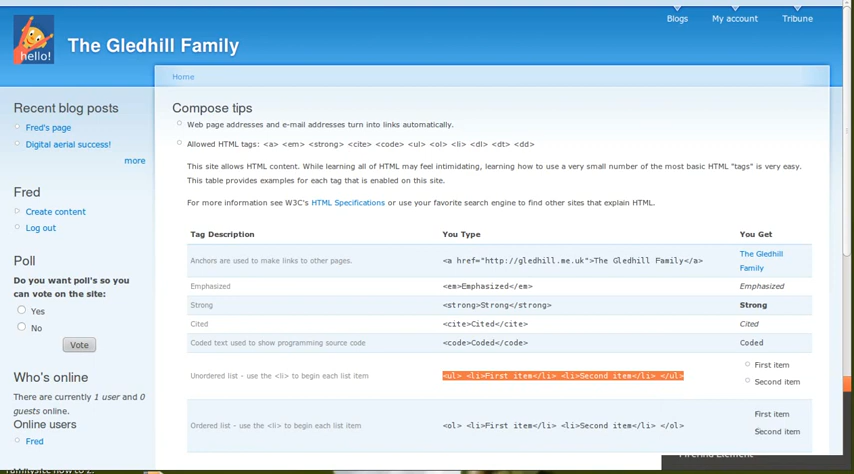 Blogs My account Tribune
hello!
The Gledhill Family
Home
Recent blog posts
Fred's page
Digital aerial success!
more
Fred
Create content
Log out
Poll
Do you want poll's so you
can vote on the site:
Yes
No
Vote
Who's online
There are currently 1 user and 0
guests online.
Online users
Fred
Compose tips
Web page addresses and e-mail addresses turn into links automatically.
Allowed HTML tags: <a> <em> <strong> <cite> <code> <ul> <ol> <li> <dl> <dt> <dd>
This site allows HTML content. While learning all of HTML may feel intimidating, learning how to use a very small number of the most basic HTML "tags" is very easy.
This table provides examples for each tag that is enabled on this site.
For more information see W3C's HTML Specifications or use your favorite search engine to find other sites that explain HTML.
Tag Description You Type You Get
Anchors are used to make links to other pages. <a href="http://gledhill.me.uk">The Gledhill Family</a> The Gledhill
Family
Emphasized <em>Emphasized</em> Emphasized
Strong <strong>Strong</strong> Strong
Cited <cite>Cited</cite> Cited
Coded text used to show programming source code <code>Coded</code> Coded
Unordered list - use the <li> to begin each list item <ul> <li>First item</li> <li>Second item</li> </ul> First item
Second item
Ordered list - use the <li> to begin each list item <ol> <li>First item</li> <li>Second item</li> </ol> First item
Second item